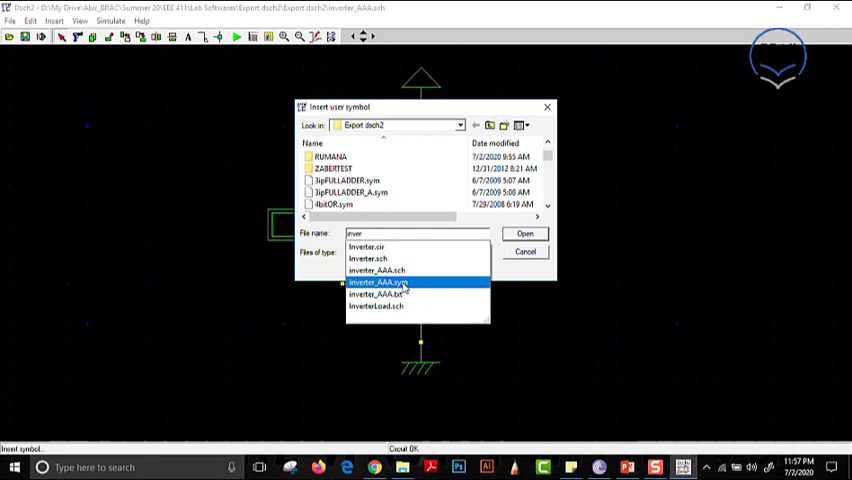 Dsch2 - D:\My Drive\Abir_BRAC\Summer 20\EEE 411\Lab Softwares\Export dsch2\Export dsch2\inverter_AAA.sch
File Edit Insert View Simulate Help
Insert user symbol
Look in: Export dsch2
Name Date modified
RUMANA 7/2/2020 9:55 AM
ZABERTEST 12/31/2012 8:21 AM
3ipFULLADDER.sym 6/7/2009 5:07 AM
3ipFULLADDER_A.sym 6/7/2009 5:08 AM
4bitOR.sym 7/29/2008 6:19 AM
File name: inver Open
Files of type: Cancel
Inverter.cir
Inverter.sch
inverter_AAA.sch
inverter_AAA.sym
inverter_AAA.txt
InverterLoad.sch
Insert symbol... Circuit OK
Type here to search
11:57 PM
7/2/2020